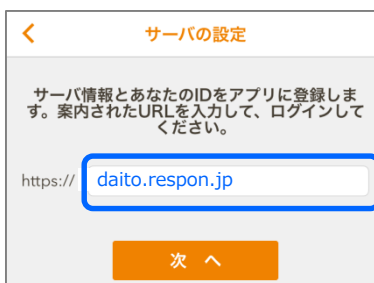 サーバの設定
サーバ情報とあなたのIDをアプリに登録しま
す。案内されたURLを入力して、ログインして
ください。
https:// daito.respon.jp
次 へ